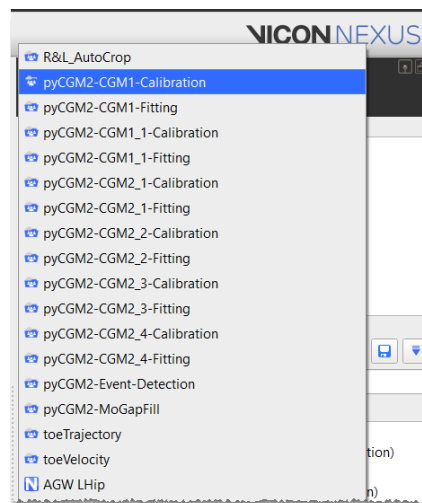 VICON NEXUS
R&L_AutoCrop
pyCGM2-CGM1-Calibration
pyCGM2-CGM1-Fitting
pyCGM2-CGM1_1-Calibration
pyCGM2-CGM1_1-Fitting
pyCGM2-CGM2_1-Calibration
pyCGM2-CGM2_1-Fitting
pyCGM2-CGM2_2-Calibration
pyCGM2-CGM2_2-Fitting
pyCGM2-CGM2_3-Calibration
pyCGM2-CGM2_3-Fitting
pyCGM2-CGM2_4-Calibration
pyCGM2-CGM2_4-Fitting
pyCGM2-Event-Detection
pyCGM2-MoGapFill
toeTrajectory
toeVelocity
tion)
AGW LHip
n)